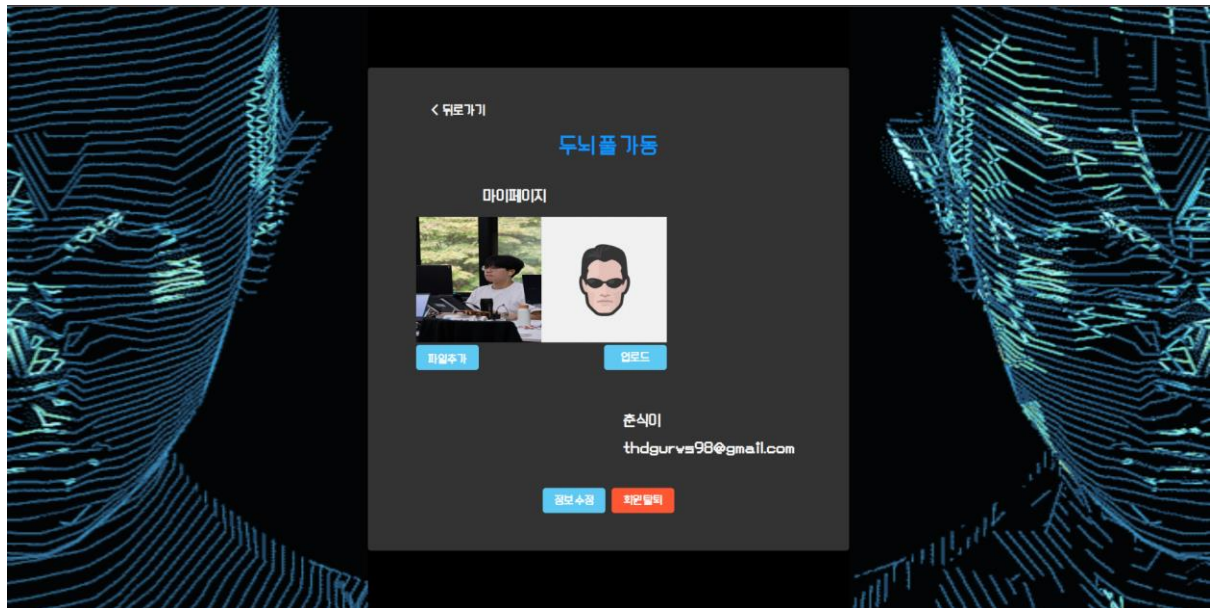 < 뒤로가기
두뇌 풀 가동
마이페이지
파일추가
업로드
춘식이
thdgurvs98@gmail.com
정보 수정
회원 탈퇴